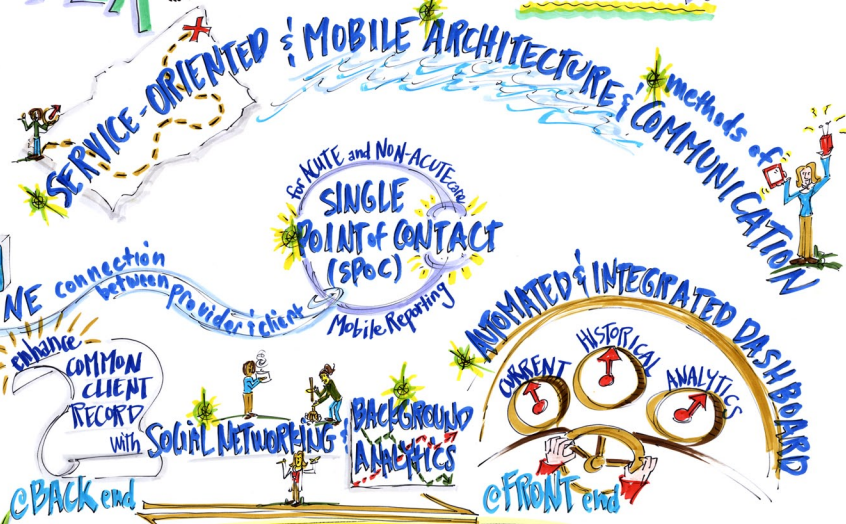 SERVICE-ORIENTED & MOBILE ARCHITECTURE &
methods of
COMMUNICATION
for ACUTE and NON-ACUTE care
SINGLE
POINT of CONTACT
(SPOC)
Mobile Reporting
NE connection
between provider & client
enhance
COMMON
CLIENT
RECORD
with SOCIAL NETWORKING &
BACKGROUND
ANALYTICS
@BACK end
AUTOMATED & INTEGRATED DASHBOARD
CURRENT
HISTORICAL
ANALYTICS
@FRONT end